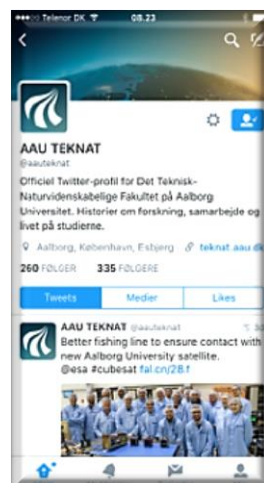 Telenor DK 08.23
AAU TEKNAT
@aauteknat
Officiel Twitter-profil for Det Teknisk-
Naturvidenskabelige Fakultet på Aalborg
Universitet. Historier om forskning, samarbejde og
livet på studierne.
Aalborg, København, Esbjerg teknat.aau.dk
260 FØLGER 335 FØLGERE
Tweets Medier Likes
AAU TEKNAT @aauteknat
Better fishing line to ensure contact with
new Aalborg University satellite.
@esa #cubesat fal.cn/28.f